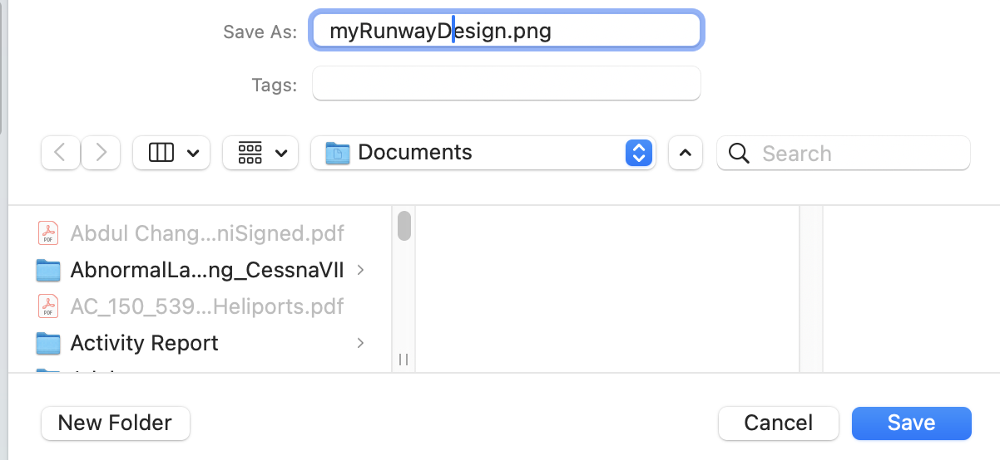 Save As: myRunwayDesign.png
Tags:
Documents
Search
Abdul Chang...niSigned.pdf
AbnormalLa...ng_CessnaVII
AC_150_539...Heliports.pdf
Activity Report
New Folder Cancel Save